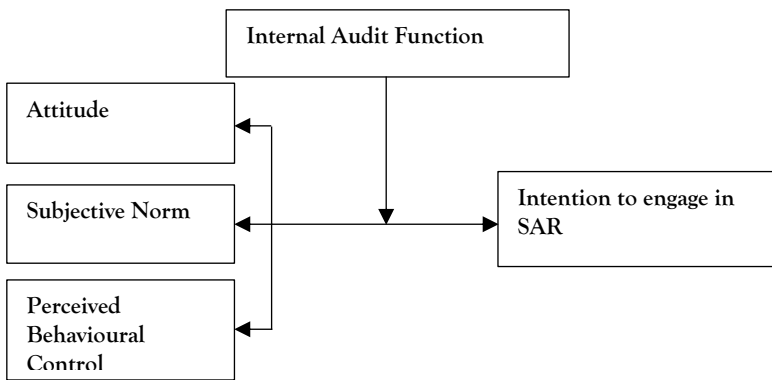 Internal Audit Function
Attitude
Subjective Norm
Intention to engage in
SAR
Perceived
Behavioural
Control